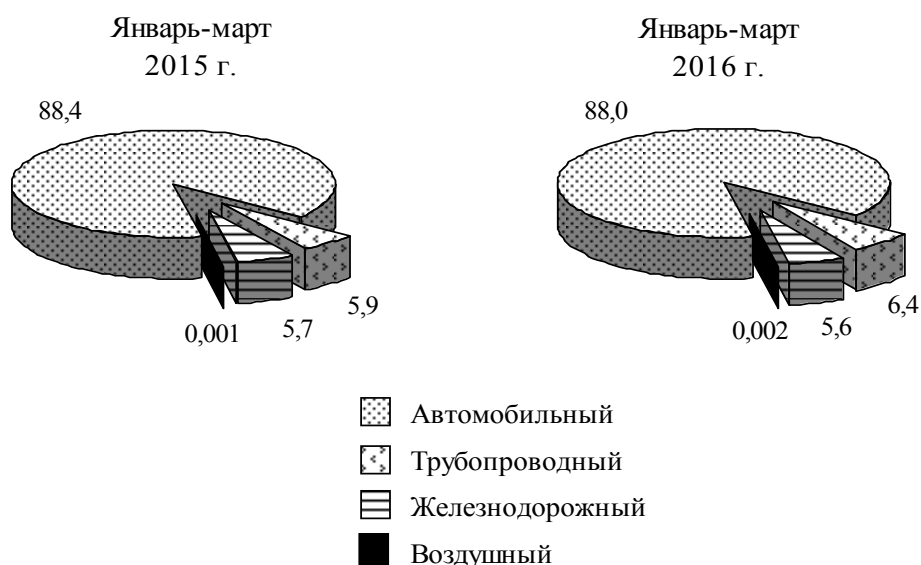 Январь-март
2015 г.
88,4
0,001
5,7
5,9
Январь-март
2016 г.
88,0
0,002
5,6
6,4
Автомобильный
Трубопроводный
Железнодорожный
Воздушный